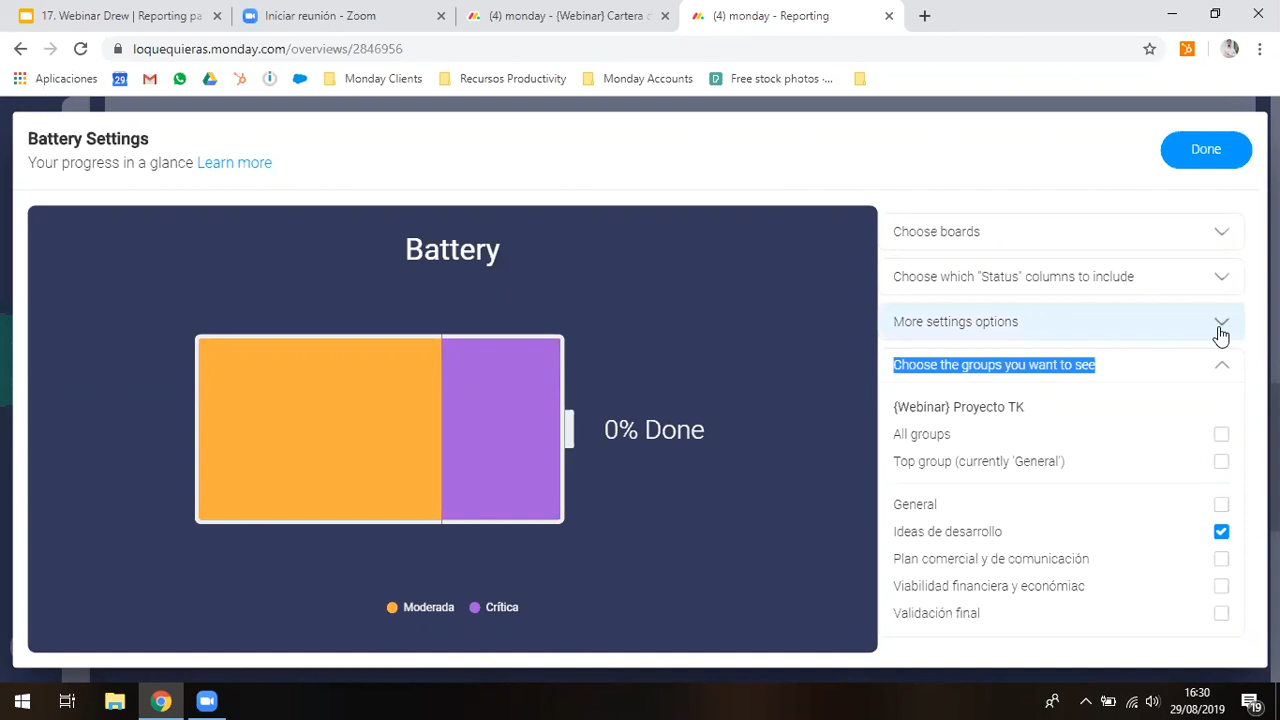 17. Webinar Drew | Reporting pa
Iniciar reunión - Zoom
(4) monday - {Webinar} Cartera c
(4) monday - Reporting
loquequieras.monday.com/overviews/2846956
Aplicaciones
29
Monday Clients
Recursos Productivity
Monday Accounts
Free stock photos -...
Battery Settings
Your progress in a glance Learn more
Done
Battery
0% Done
Moderada
Crítica
Choose boards
Choose which "Status" columns to include
More settings options
Choose the groups you want to see
{Webinar} Proyecto TK
All groups
Top group (currently 'General')
General
Ideas de desarrollo
Plan comercial y de comunicación
Viabilidad financiera y económiac
Validación final
16:30
29/08/2019
19